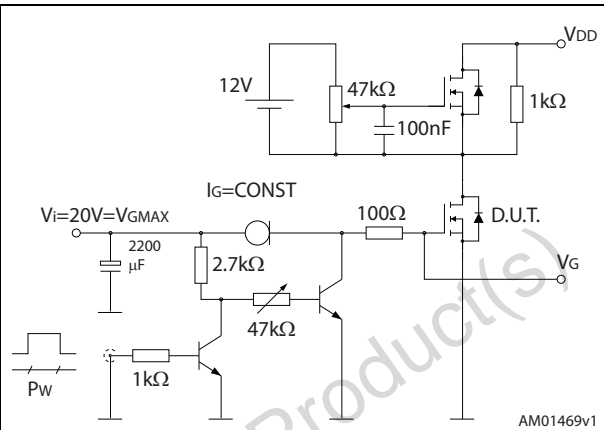 VDD
12V
47kΩ
1kΩ
100nF
IG=CONST
Vi=20V=VGMAX
100Ω
D.U.T.
2200
μF
2.7kΩ
VG
47kΩ
1kΩ
PW
Product(s)
AM01469v1